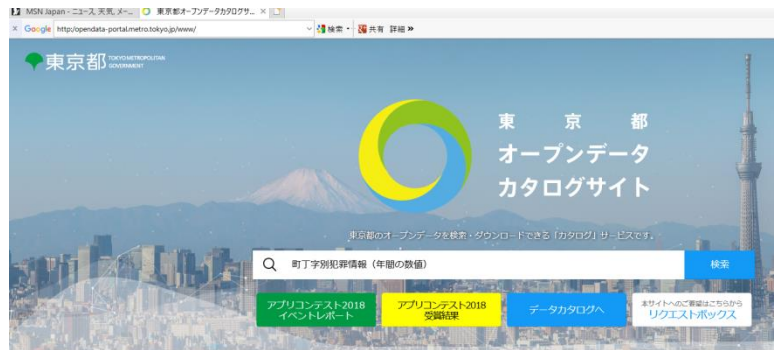 MSN Japan - ニュース, 天気, メー...
東京都オープンデータカタログサ...
Google
http://opendata-portal.metro.tokyo.jp/www/
検索
共有
詳細 »
東京都
TOKYO METROPOLITAN
GOVERNMENT
東京都
オープンデータ
カタログサイト
東京都のオープンデータを検索・ダウンロードできる「カタログ」サービスです。
町丁字別犯罪情報（年間の数値）
検索
アプリコンテスト2018
イベントレポート
アプリコンテスト2018
受賞結果
データカタログへ
本サイトへのご要望はこちらから
リクエストボックス